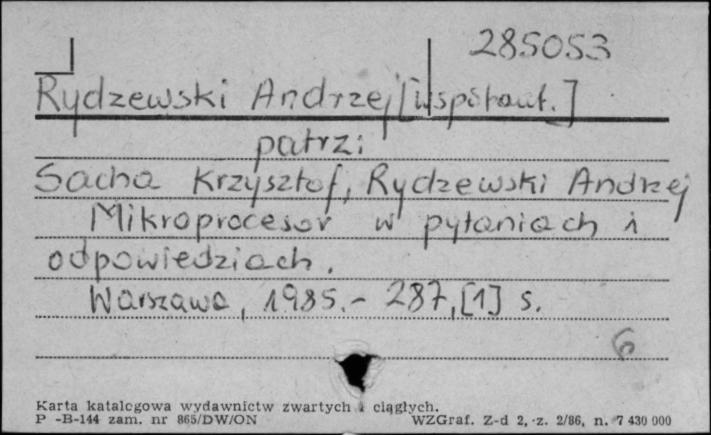 285053
Rydzewski Andrzej [współaut.]
patrz:
Sacha Krzysztof, Rydzewski Andrzej
Mikroprocesor w pytaniach i
odpowiedziach.
Warszawa, 1985.- 287,[1] s.
6
Karta katalogowa wydawnictw zwartych i ciągłych.
P -B-144 zam. nr 865/DW/ON WZGraf. Z-d 2, z. 2/86, n. 7 430 000